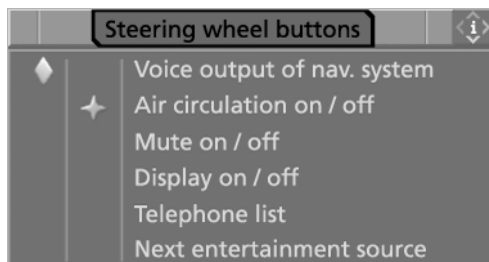 Steering wheel buttons
i
Voice output of nav. system
Air circulation on / off
Mute on / off
Display on / off
Telephone list
Next entertainment source